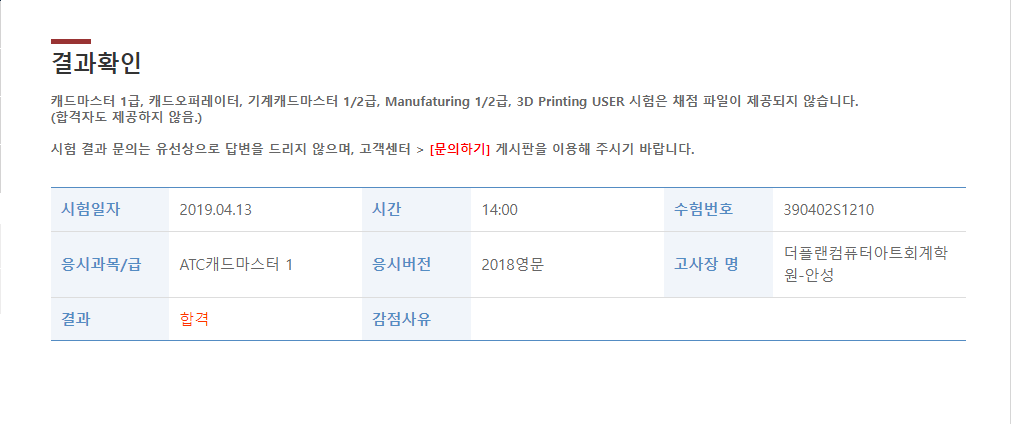 결과확인
캐드마스터 1급, 캐드오퍼레이터, 기계캐드마스터 1/2급, Manufaturing 1/2급, 3D Printing USER 시험은 채점 파일이 제공되지 않습니다.
(합격자도 제공하지 않음.)
시험 결과 문의는 유선상으로 답변을 드리지 않으며, 고객센터 > [문의하기] 게시판을 이용해 주시기 바랍니다.
시험일자 2019.04.13 시간 14:00 수험번호 390402S1210
응시과목/급 ATC캐드마스터 1 응시버전 2018영문 고사장 명 더플랜컴퓨터아트회계학
원-안성
결과 합격 감점사유